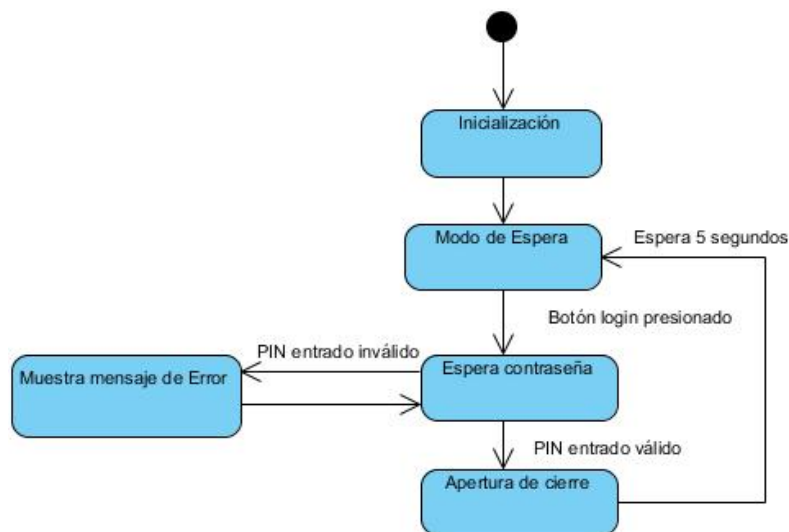 Inicialización
Modo de Espera
Espera 5 segundos
Botón login presionado
PIN entrado inválido
Muestra mensaje de Error
Espera contraseña
PIN entrado válido
Apertura de cierre